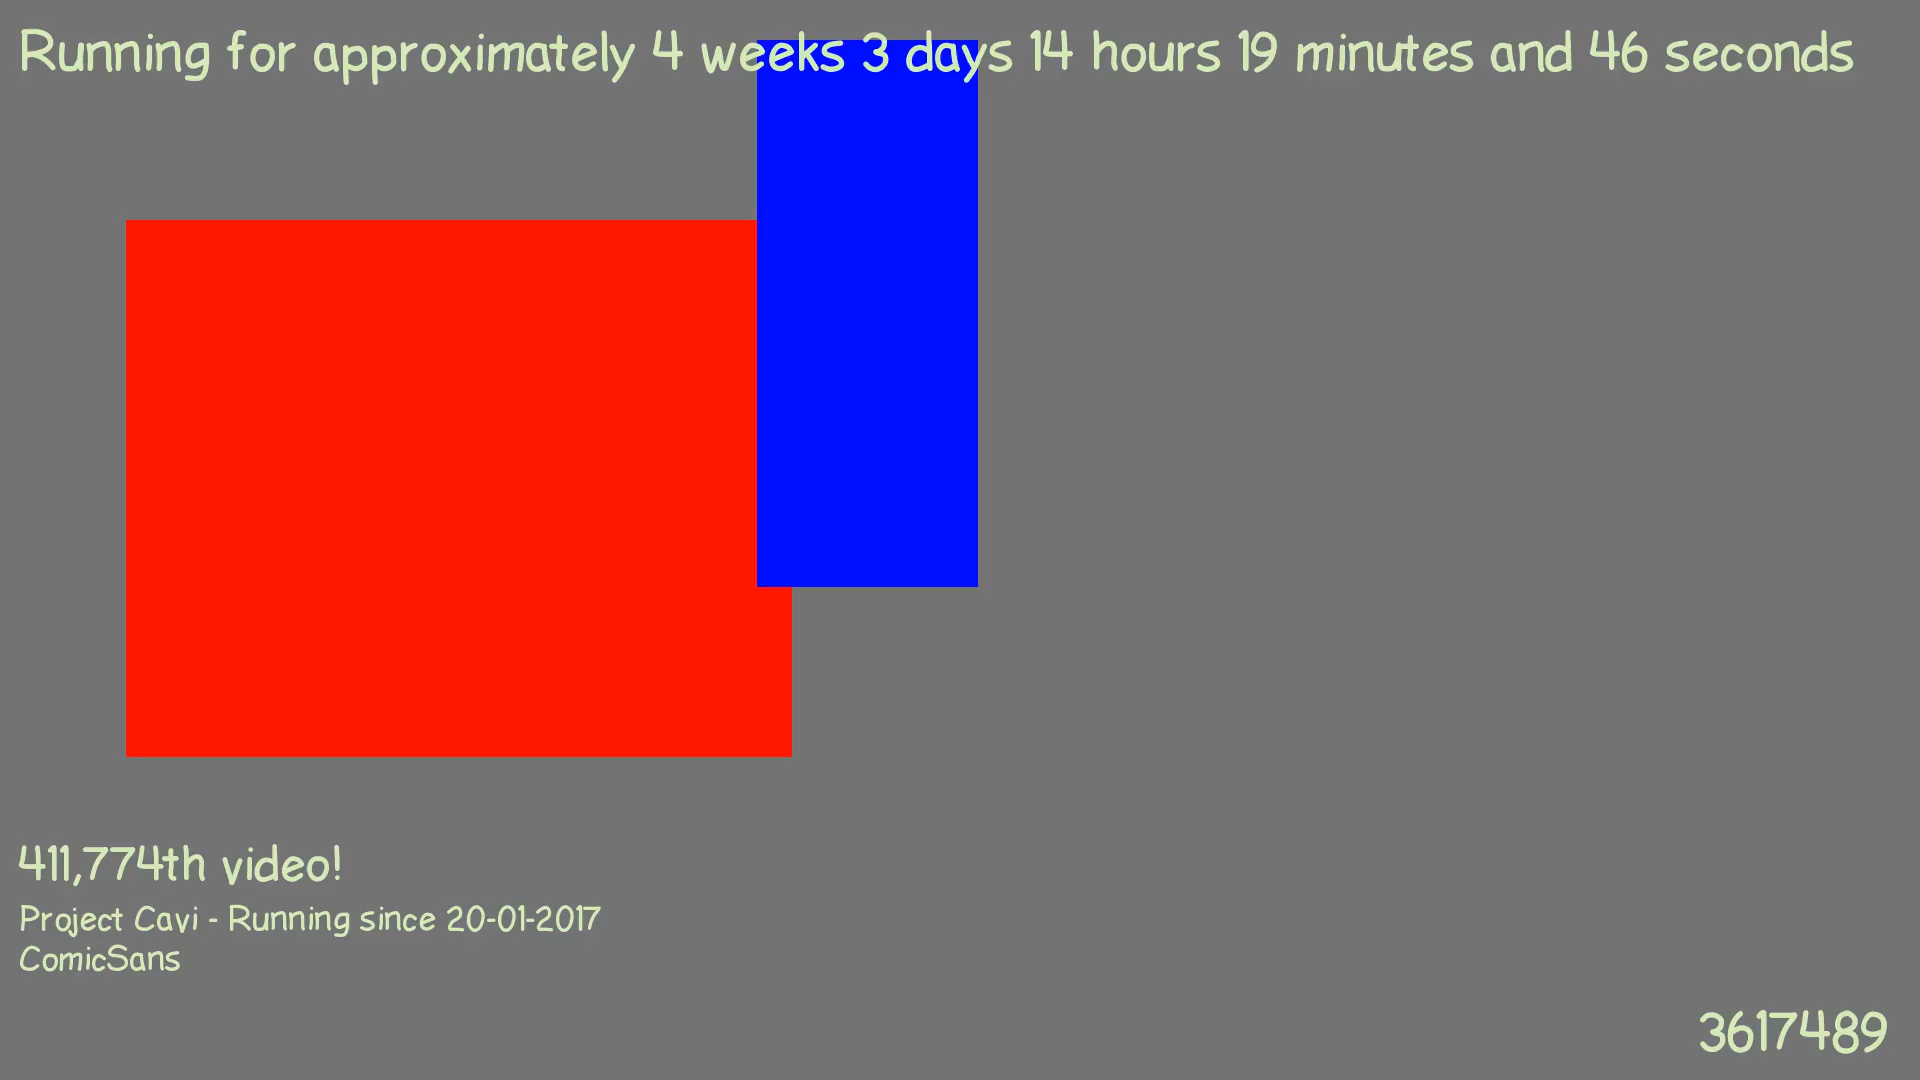 Running for approximately 4 weeks 3 days 14 hours 19 minutes and 46 seconds
411,774th video!
Project Cavi - Running since 20-01-2017
ComicSans
3617489